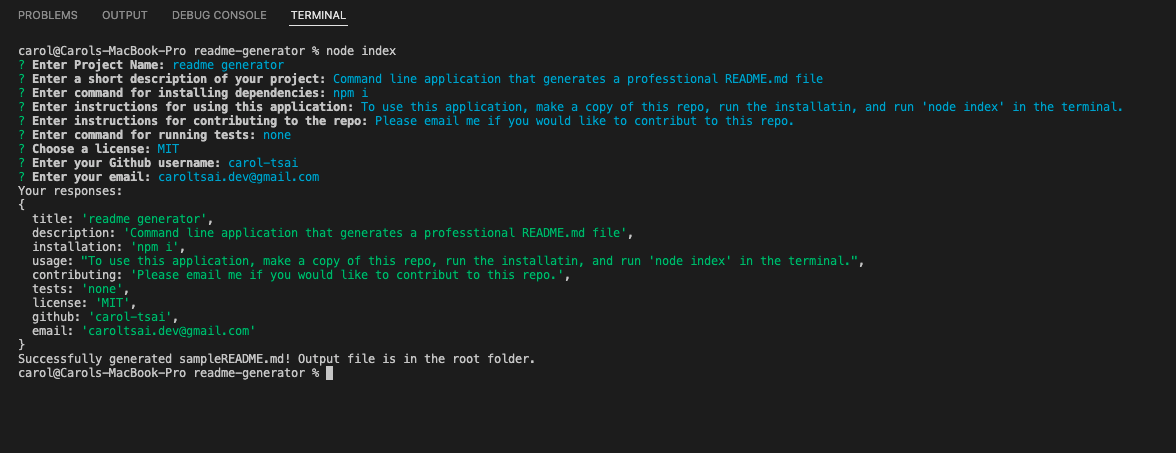 PROBLEMS OUTPUT DEBUG CONSOLE TERMINAL
carol@Carols-MacBook-Pro readme-generator % node index
? Enter Project Name: readme generator
? Enter a short description of your project: Command line application that generates a professtional README.md file
? Enter command for installing dependencies: npm i
? Enter instructions for using this application: To use this application, make a copy of this repo, run the installatin, and run 'node index' in the terminal.
? Enter instructions for contributing to the repo: Please email me if you would like to contribut to this repo.
? Enter command for running tests: none
? Choose a license: MIT
? Enter your Github username: carol-tsai
? Enter your email: caroltsai.dev@gmail.com
Your responses:
{
  title: 'readme generator',
  description: 'Command line application that generates a professtional README.md file',
  installation: 'npm i',
  usage: "To use this application, make a copy of this repo, run the installatin, and run 'node index' in the terminal.",
  contributing: 'Please email me if you would like to contribut to this repo.',
  tests: 'none',
  license: 'MIT',
  github: 'carol-tsai',
  email: 'caroltsai.dev@gmail.com'
}
Successfully generated sampleREADME.md! Output file is in the root folder.
carol@Carols-MacBook-Pro readme-generator %